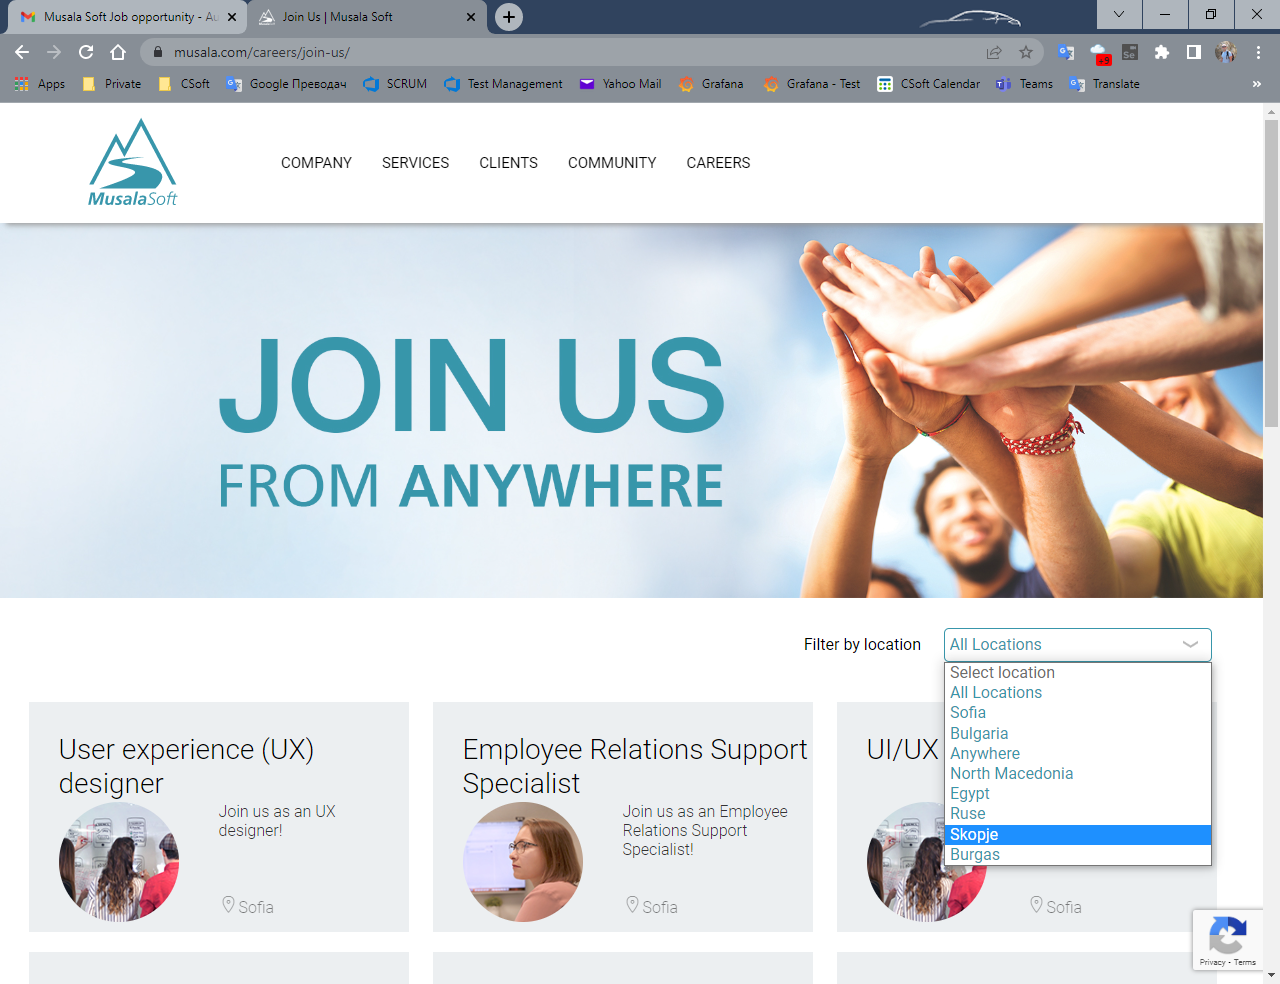 Musala Soft Job opportunity - Au
Join Us | Musala Soft
musala.com/careers/join-us/
Apps
Private
CSoft
Google Преводач
SCRUM
Test Management
Yahoo Mail
Grafana
Grafana - Test
CSoft Calendar
Teams
Translate
MusalaSoft
COMPANY
SERVICES
CLIENTS
COMMUNITY
CAREERS
JOIN US
FROM ANYWHERE
Filter by location
All Locations
Select location
All Locations
Sofia
Bulgaria
Anywhere
North Macedonia
Egypt
Ruse
Skopje
Burgas
User experience (UX)
designer
Join us as an UX
designer!
Sofia
Employee Relations Support
Specialist
Join us as an Employee
Relations Support
Specialist!
Sofia
UI/UX
Sofia
Privacy - Terms